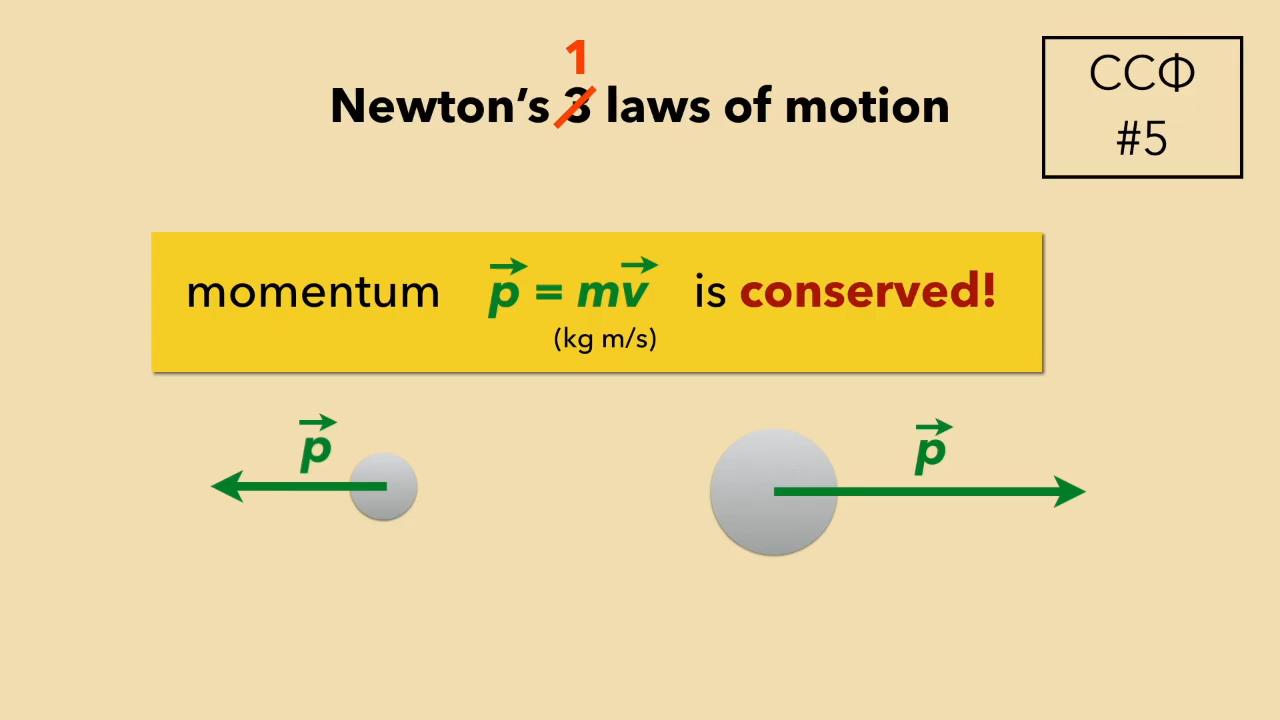 1
Newton’s 3 laws of motion
CCΦ
#5
momentum p = mv is conserved!
(kg m/s)
p
p